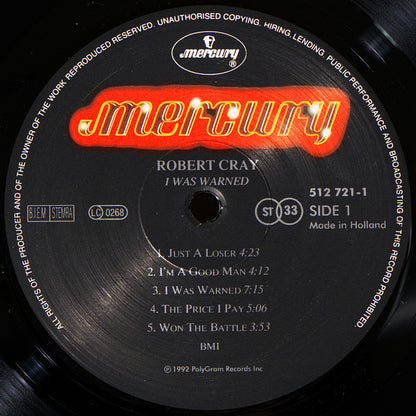 ALL RIGHTS OF THE PRODUCER AND OF THE OWNER OF THE WORK REPRODUCED RESERVED. UNAUTHORISED COPYING. HIRING. LENDING. PUBLIC PERFORMANCE AND BROADCASTING OF THIS RECORD PROHIBITED.
mercury
®
mercury
ROBERT CRAY
I WAS WARNED
512 721-1
B.I.E.M STEMRA
LC 0268
ST 33 SIDE 1
Made in Holland
1. JUST A LOSER 4:23
2. I'M A GOOD MAN 4:12
3. I WAS WARNED 7:15
4. THE PRICE I PAY 5:06
5. WON THE BATTLE 3:53
BMI
Ⓟ 1992 PolyGram Records Inc